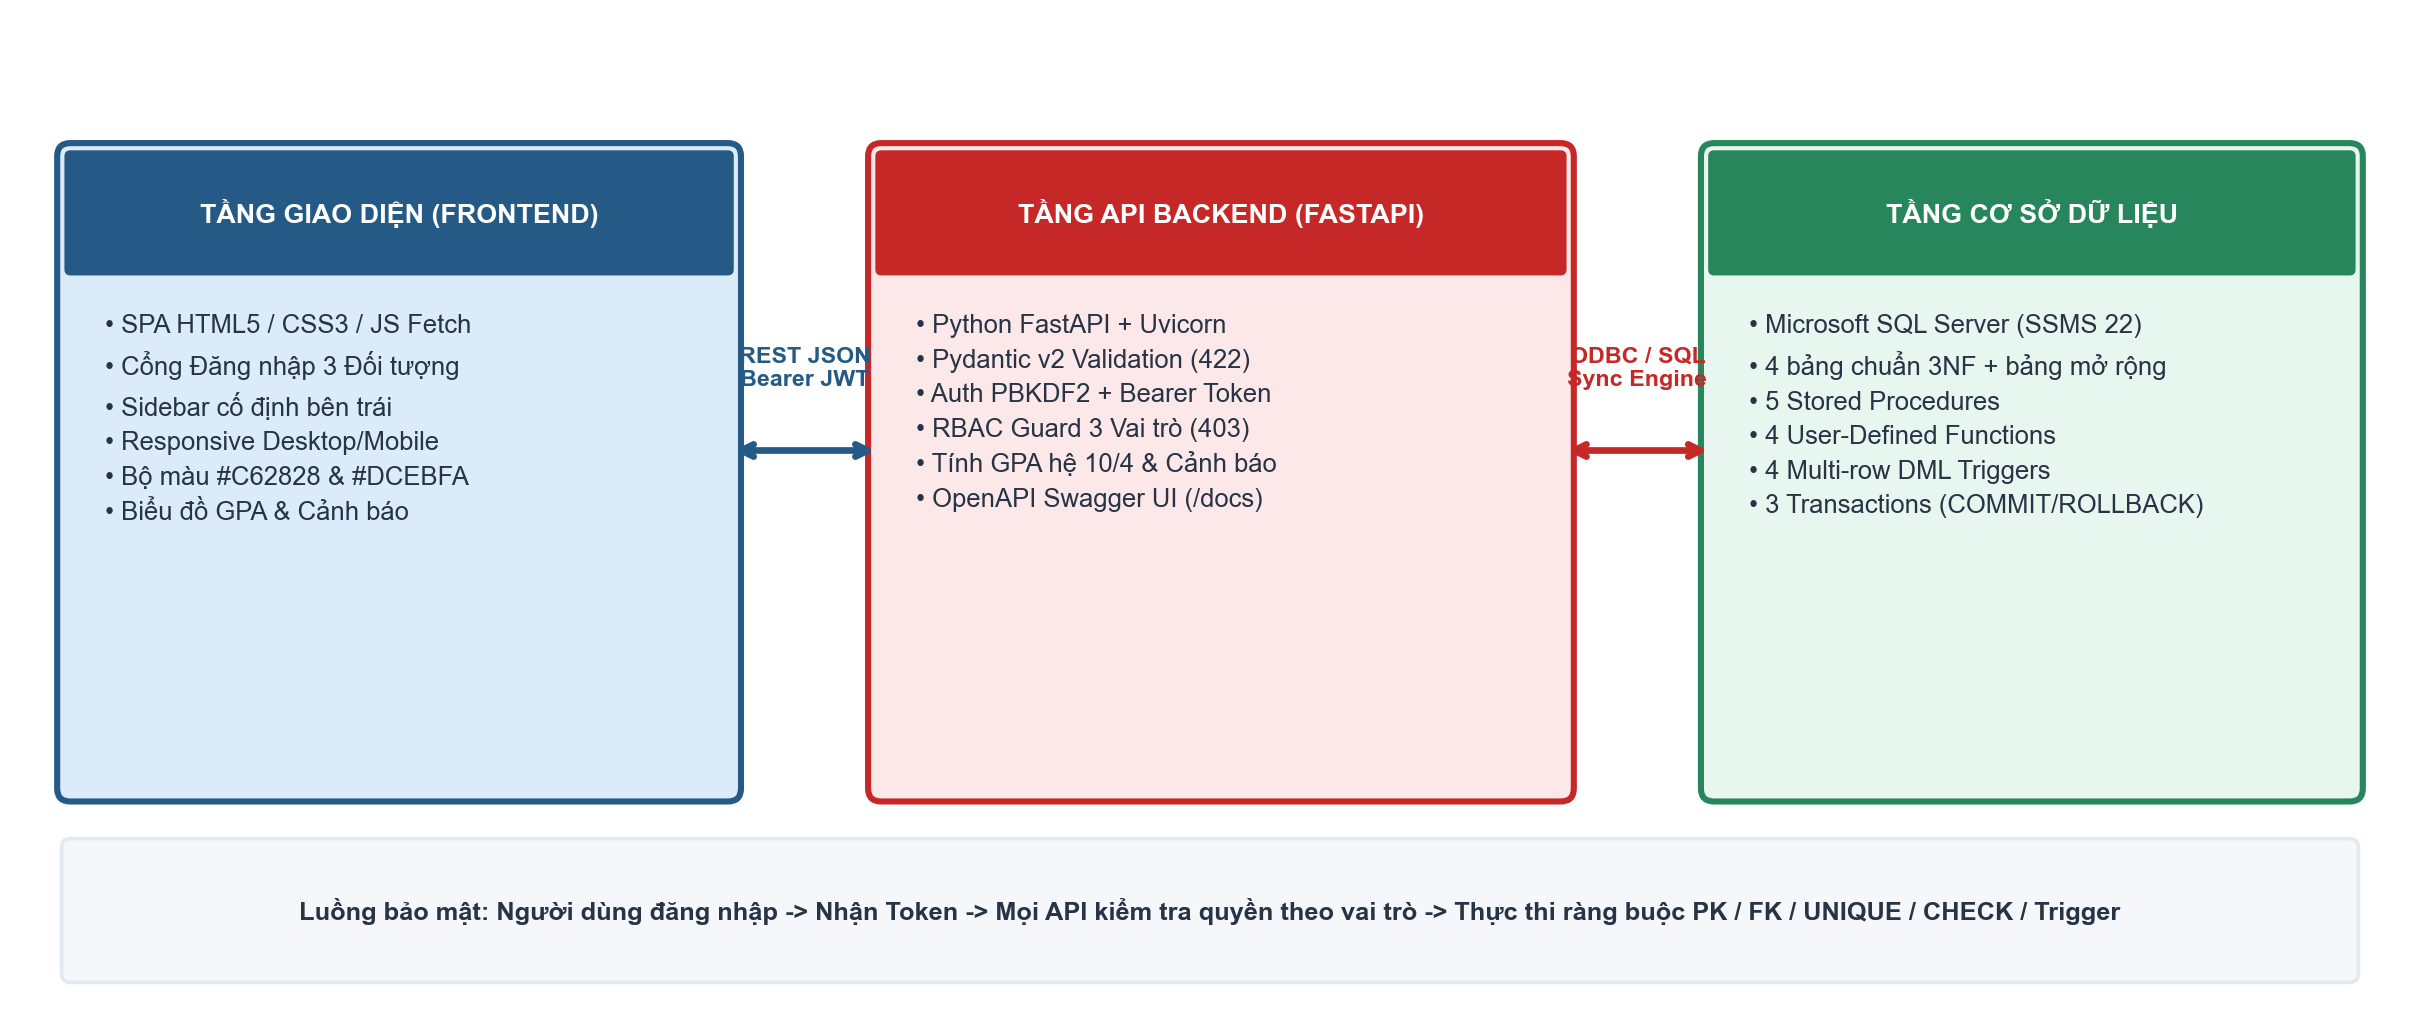 TẦNG GIAO DIỆN (FRONTEND)
• SPA HTML5 / CSS3 / JS Fetch
• Cổng Đăng nhập 3 Đối tượng
• Sidebar cố định bên trái
• Responsive Desktop/Mobile
• Bộ màu #C62828 & #DCEBFA
• Biểu đồ GPA & Cảnh báo
REST JSON
Bearer JWT
TẦNG API BACKEND (FASTAPI)
• Python FastAPI + Uvicorn
• Pydantic v2 Validation (422)
• Auth PBKDF2 + Bearer Token
• RBAC Guard 3 Vai trò (403)
• Tính GPA hệ 10/4 & Cảnh báo
• OpenAPI Swagger UI (/docs)
ODBC / SQL
Sync Engine
TẦNG CƠ SỞ DỮ LIỆU
• Microsoft SQL Server (SSMS 22)
• 4 bảng chuẩn 3NF + bảng mở rộng
• 5 Stored Procedures
• 4 User-Defined Functions
• 4 Multi-row DML Triggers
• 3 Transactions (COMMIT/ROLLBACK)
Luồng bảo mật: Người dùng đăng nhập -> Nhận Token -> Mọi API kiểm tra quyền theo vai trò -> Thực thi ràng buộc PK / FK / UNIQUE / CHECK / Trigger